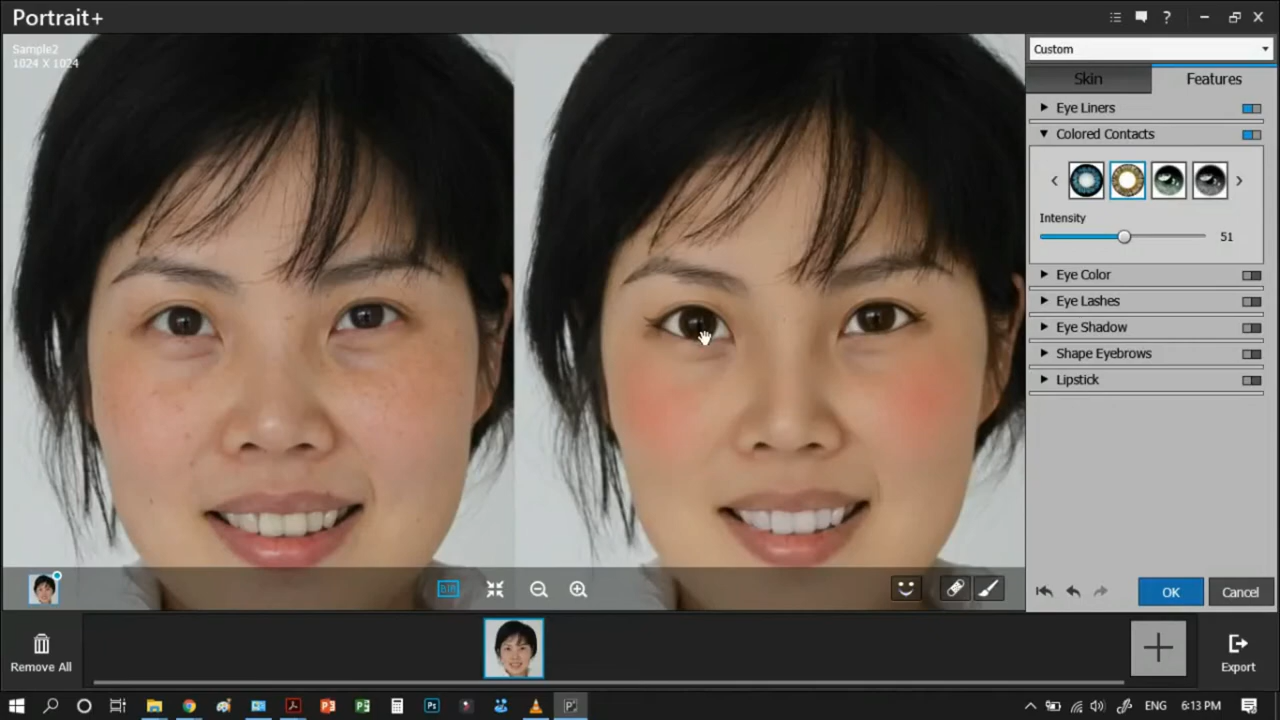 Portrait+
?
Sample2
1024 X 1024
Custom
Skin
Features
Eye Liners
Colored Contacts
Intensity
51
Eye Color
Eye Lashes
Eye Shadow
Shape Eyebrows
Lipstick
OK
Cancel
Remove All
Export
Ps
ENG
6:13 PM